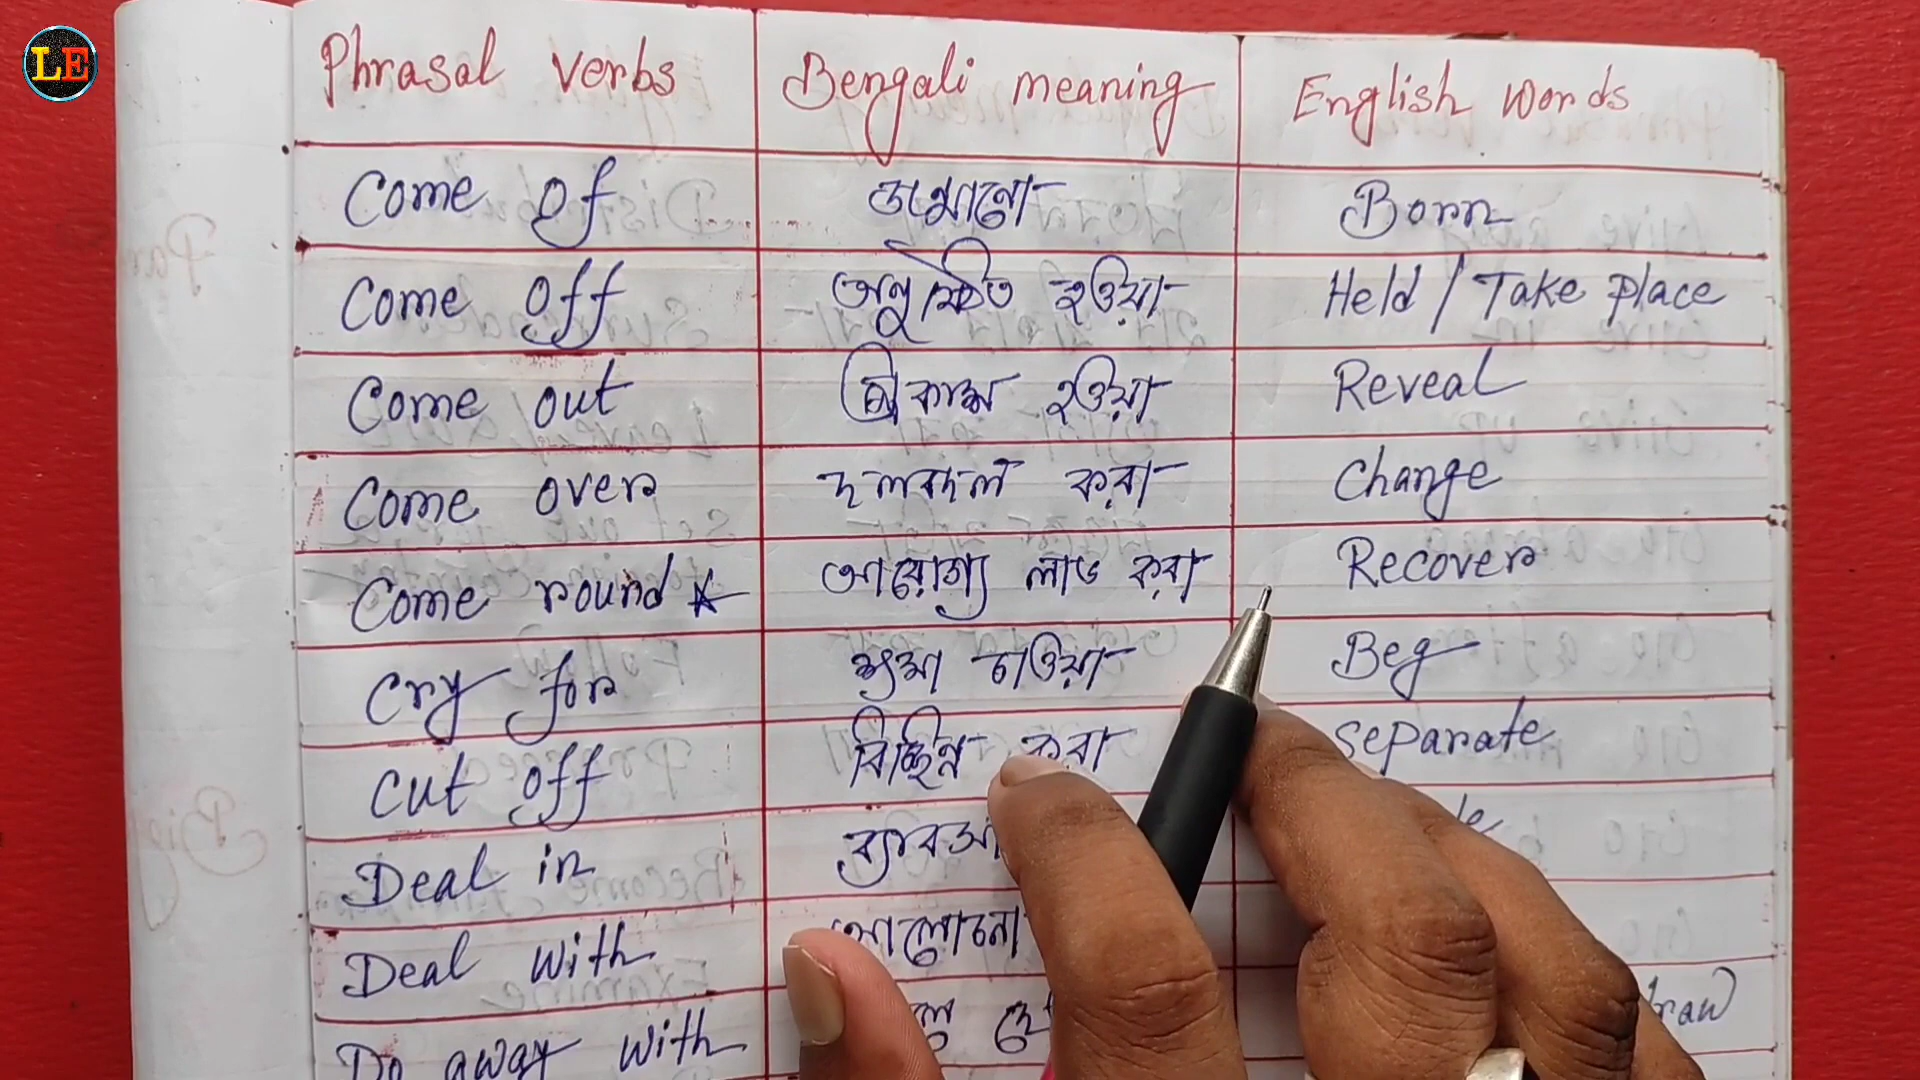 LE
Phrasal verbs Bengali meaning English words
Come of জন্মানো Born
Come off অনুষ্ঠিত হওয়া Held / Take place
Come out প্রকাশ হওয়া Reveal
Come over দলবদল করা Change
Come round আরোগ্য লাভ করা Recover
Cry for চাওয়া Beg
Cut off বিচ্ছিন্ন করা Separate
Deal in
Deal with আলোচনা
Do away with